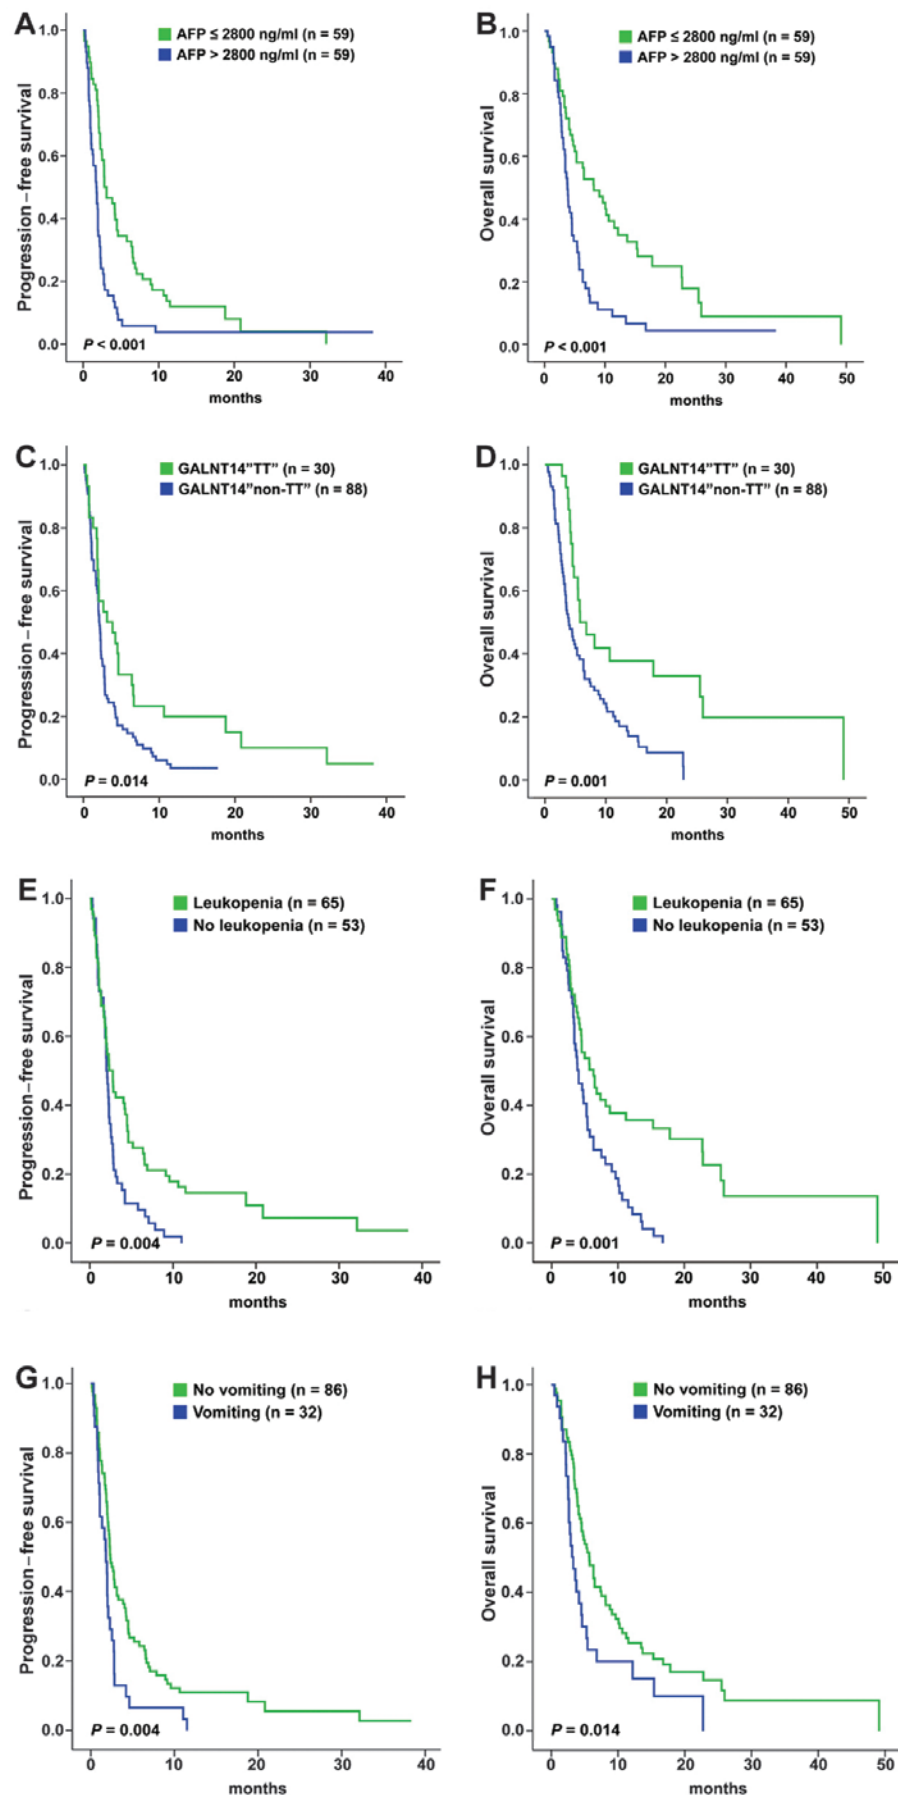 A
AFP ≤ 2800 ng/ml (n = 59)
AFP > 2800 ng/ml (n = 59)
Progression–free survival
1.0
0.8
0.6
0.4
0.2
0.0
P < 0.001
0 10 20 30 40
months
B
AFP ≤ 2800 ng/ml (n = 59)
AFP > 2800 ng/ml (n = 59)
Overall survival
1.0
0.8
0.6
0.4
0.2
0.0
P < 0.001
0 10 20 30 40 50
months
C
GALNT14”TT” (n = 30)
GALNT14”non-TT” (n = 88)
Progression–free survival
1.0
0.8
0.6
0.4
0.2
0.0
P = 0.014
0 10 20 30 40
months
D
GALNT14”TT” (n = 30)
GALNT14”non-TT” (n = 88)
Overall survival
1.0
0.8
0.6
0.4
0.2
0.0
P = 0.001
0 10 20 30 40 50
months
E
Leukopenia (n = 65)
No leukopenia (n = 53)
Progression–free survival
1.0
0.8
0.6
0.4
0.2
0.0
P = 0.004
0 10 20 30 40
months
F
Leukopenia (n = 65)
No leukopenia (n = 53)
Overall survival
1.0
0.8
0.6
0.4
0.2
0.0
P = 0.001
0 10 20 30 40 50
months
G
No vomiting (n = 86)
Vomiting (n = 32)
Progression–free survival
1.0
0.8
0.6
0.4
0.2
0.0
P = 0.004
0 10 20 30 40
months
H
No vomiting (n = 86)
Vomiting (n = 32)
Overall survival
1.0
0.8
0.6
0.4
0.2
0.0
P = 0.014
0 10 20 30 40 50
months